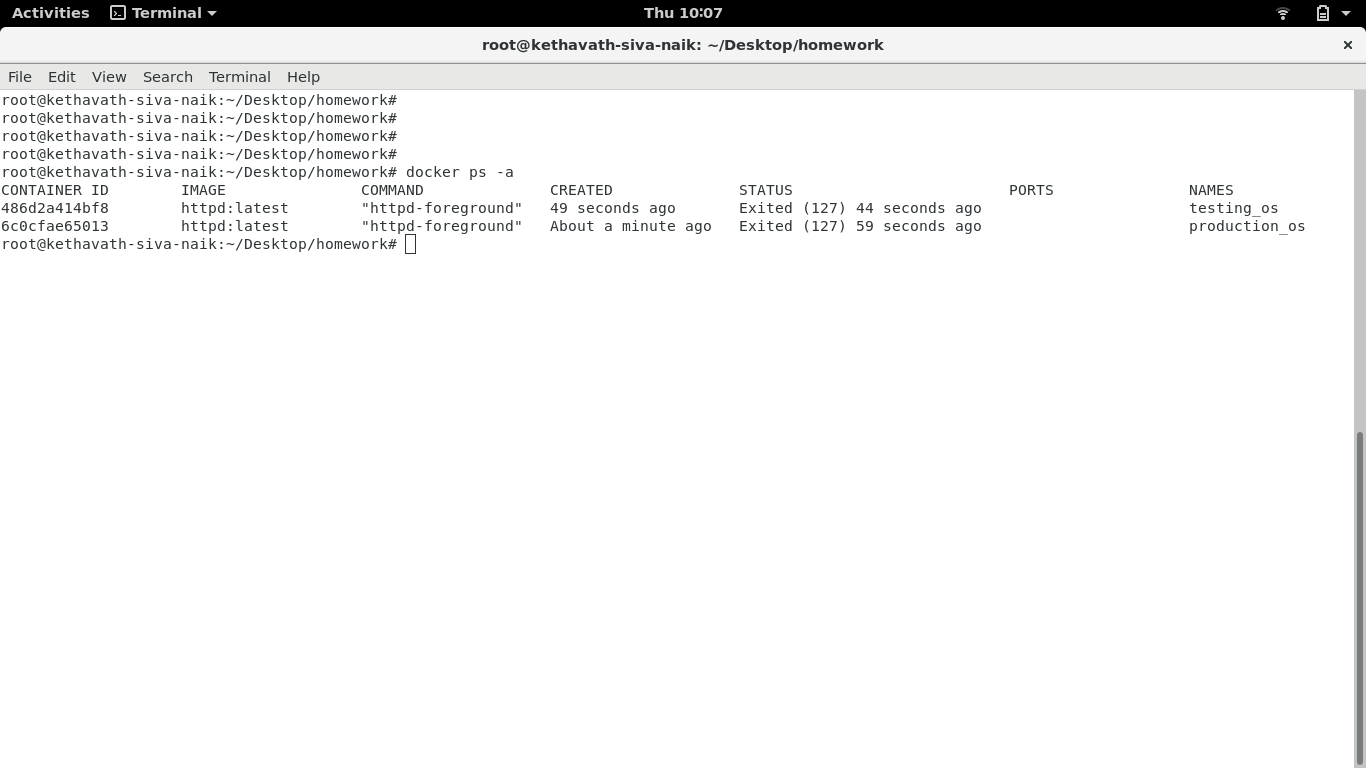 Activities Terminal Thu 10:07
root@kethavath-siva-naik: ~/Desktop/homework ×
File Edit View Search Terminal Help
root@kethavath-siva-naik:~/Desktop/homework#
root@kethavath-siva-naik:~/Desktop/homework#
root@kethavath-siva-naik:~/Desktop/homework#
root@kethavath-siva-naik:~/Desktop/homework#
root@kethavath-siva-naik:~/Desktop/homework# docker ps -a
CONTAINER ID        IMAGE               COMMAND              CREATED              STATUS                        PORTS               NAMES
486d2a414bf8        httpd:latest        "httpd-foreground"   49 seconds ago       Exited (127) 44 seconds ago                       testing_os
6c0cfae65013        httpd:latest        "httpd-foreground"   About a minute ago   Exited (127) 59 seconds ago                       production_os
root@kethavath-siva-naik:~/Desktop/homework#